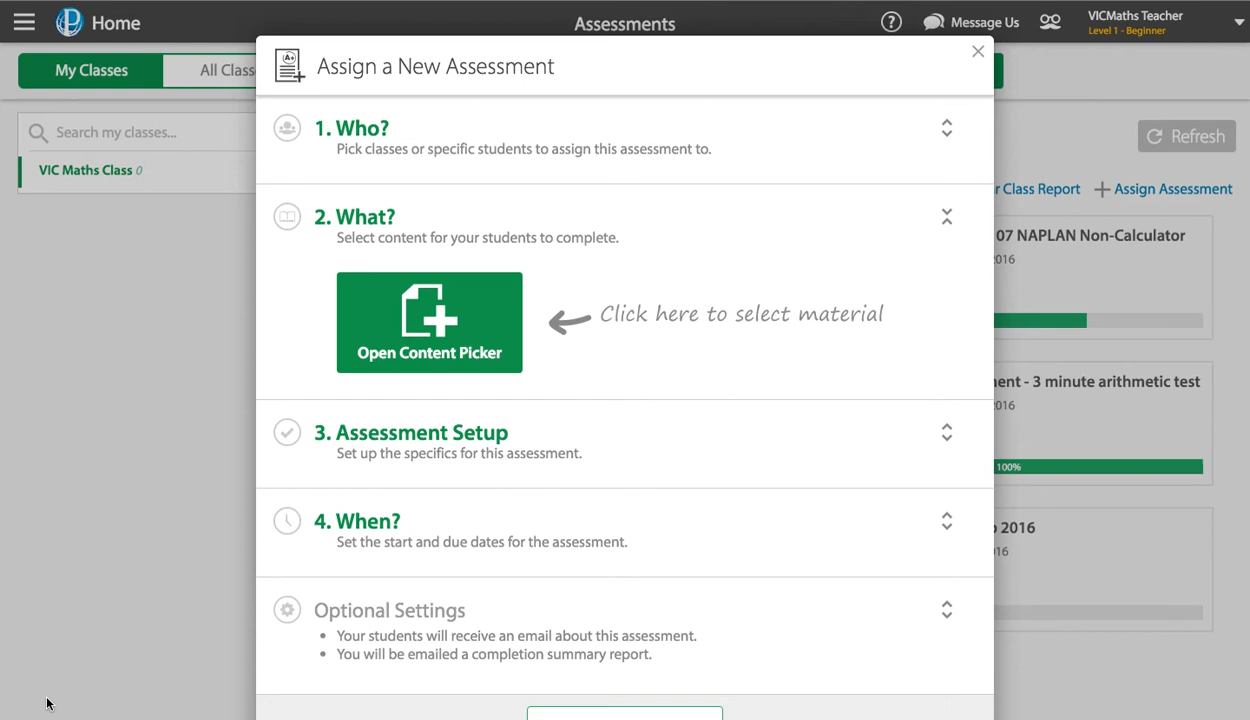 Home
Assessments
Message Us
VICMaths Teacher
Level 1 - Beginner
My Classes
All Class
Search my classes...
VIC Maths Class 0
Refresh
Class Report
Assign Assessment
07 NAPLAN Non-Calculator
2016
- 3 minute arithmetic test
100%
2016
Assign a New Assessment
1. Who?
Pick classes or specific students to assign this assessment to.
2. What?
Select content for your students to complete.
Open Content Picker
Click here to select material
3. Assessment Setup
Set up the specifics for this assessment.
4. When?
Set the start and due dates for the assessment.
Optional Settings
• Your students will receive an email about this assessment.
• You will be emailed a completion summary report.